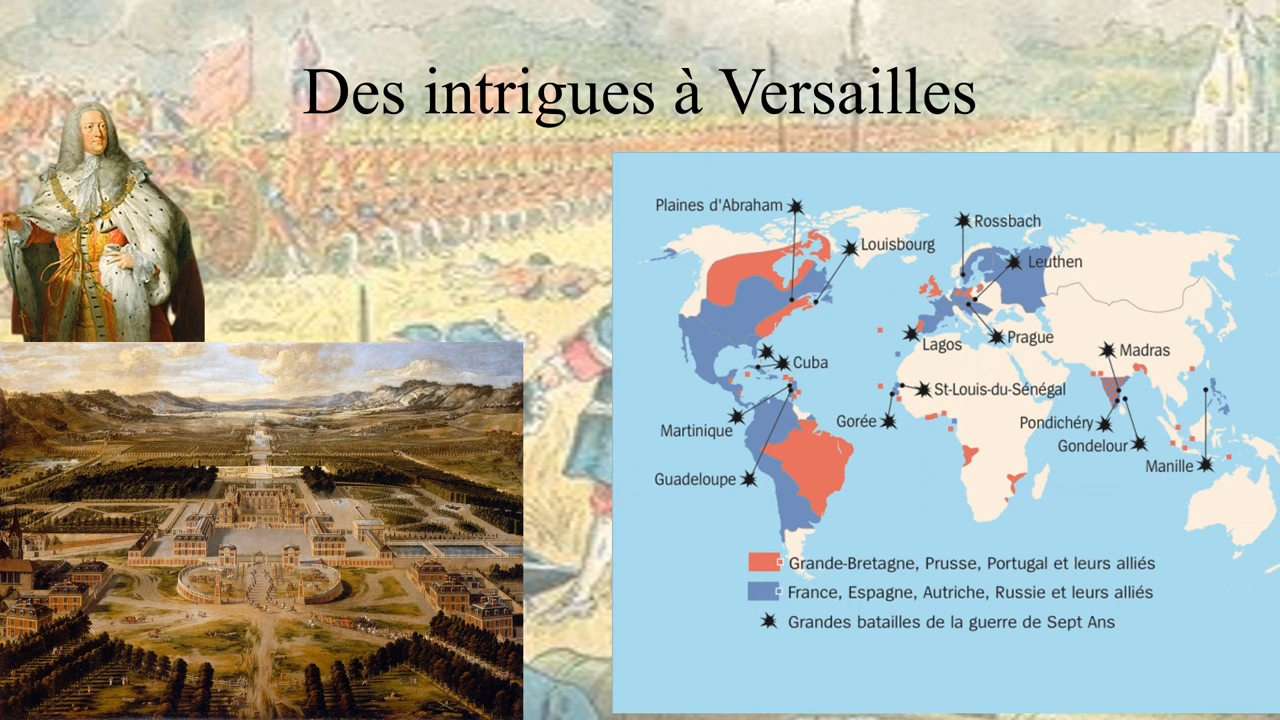 Des intrigues à Versailles
Plaines d'Abraham
Rossbach
Louisbourg
Leuthen
Lagos
Prague
Madras
Cuba
St-Louis-du-Sénégal
Martinique
Gorée
Pondichéry
Gondelour
Manille
Guadeloupe
Grande-Bretagne, Prusse, Portugal et leurs alliés
France, Espagne, Autriche, Russie et leurs alliés
Grandes batailles de la guerre de Sept Ans